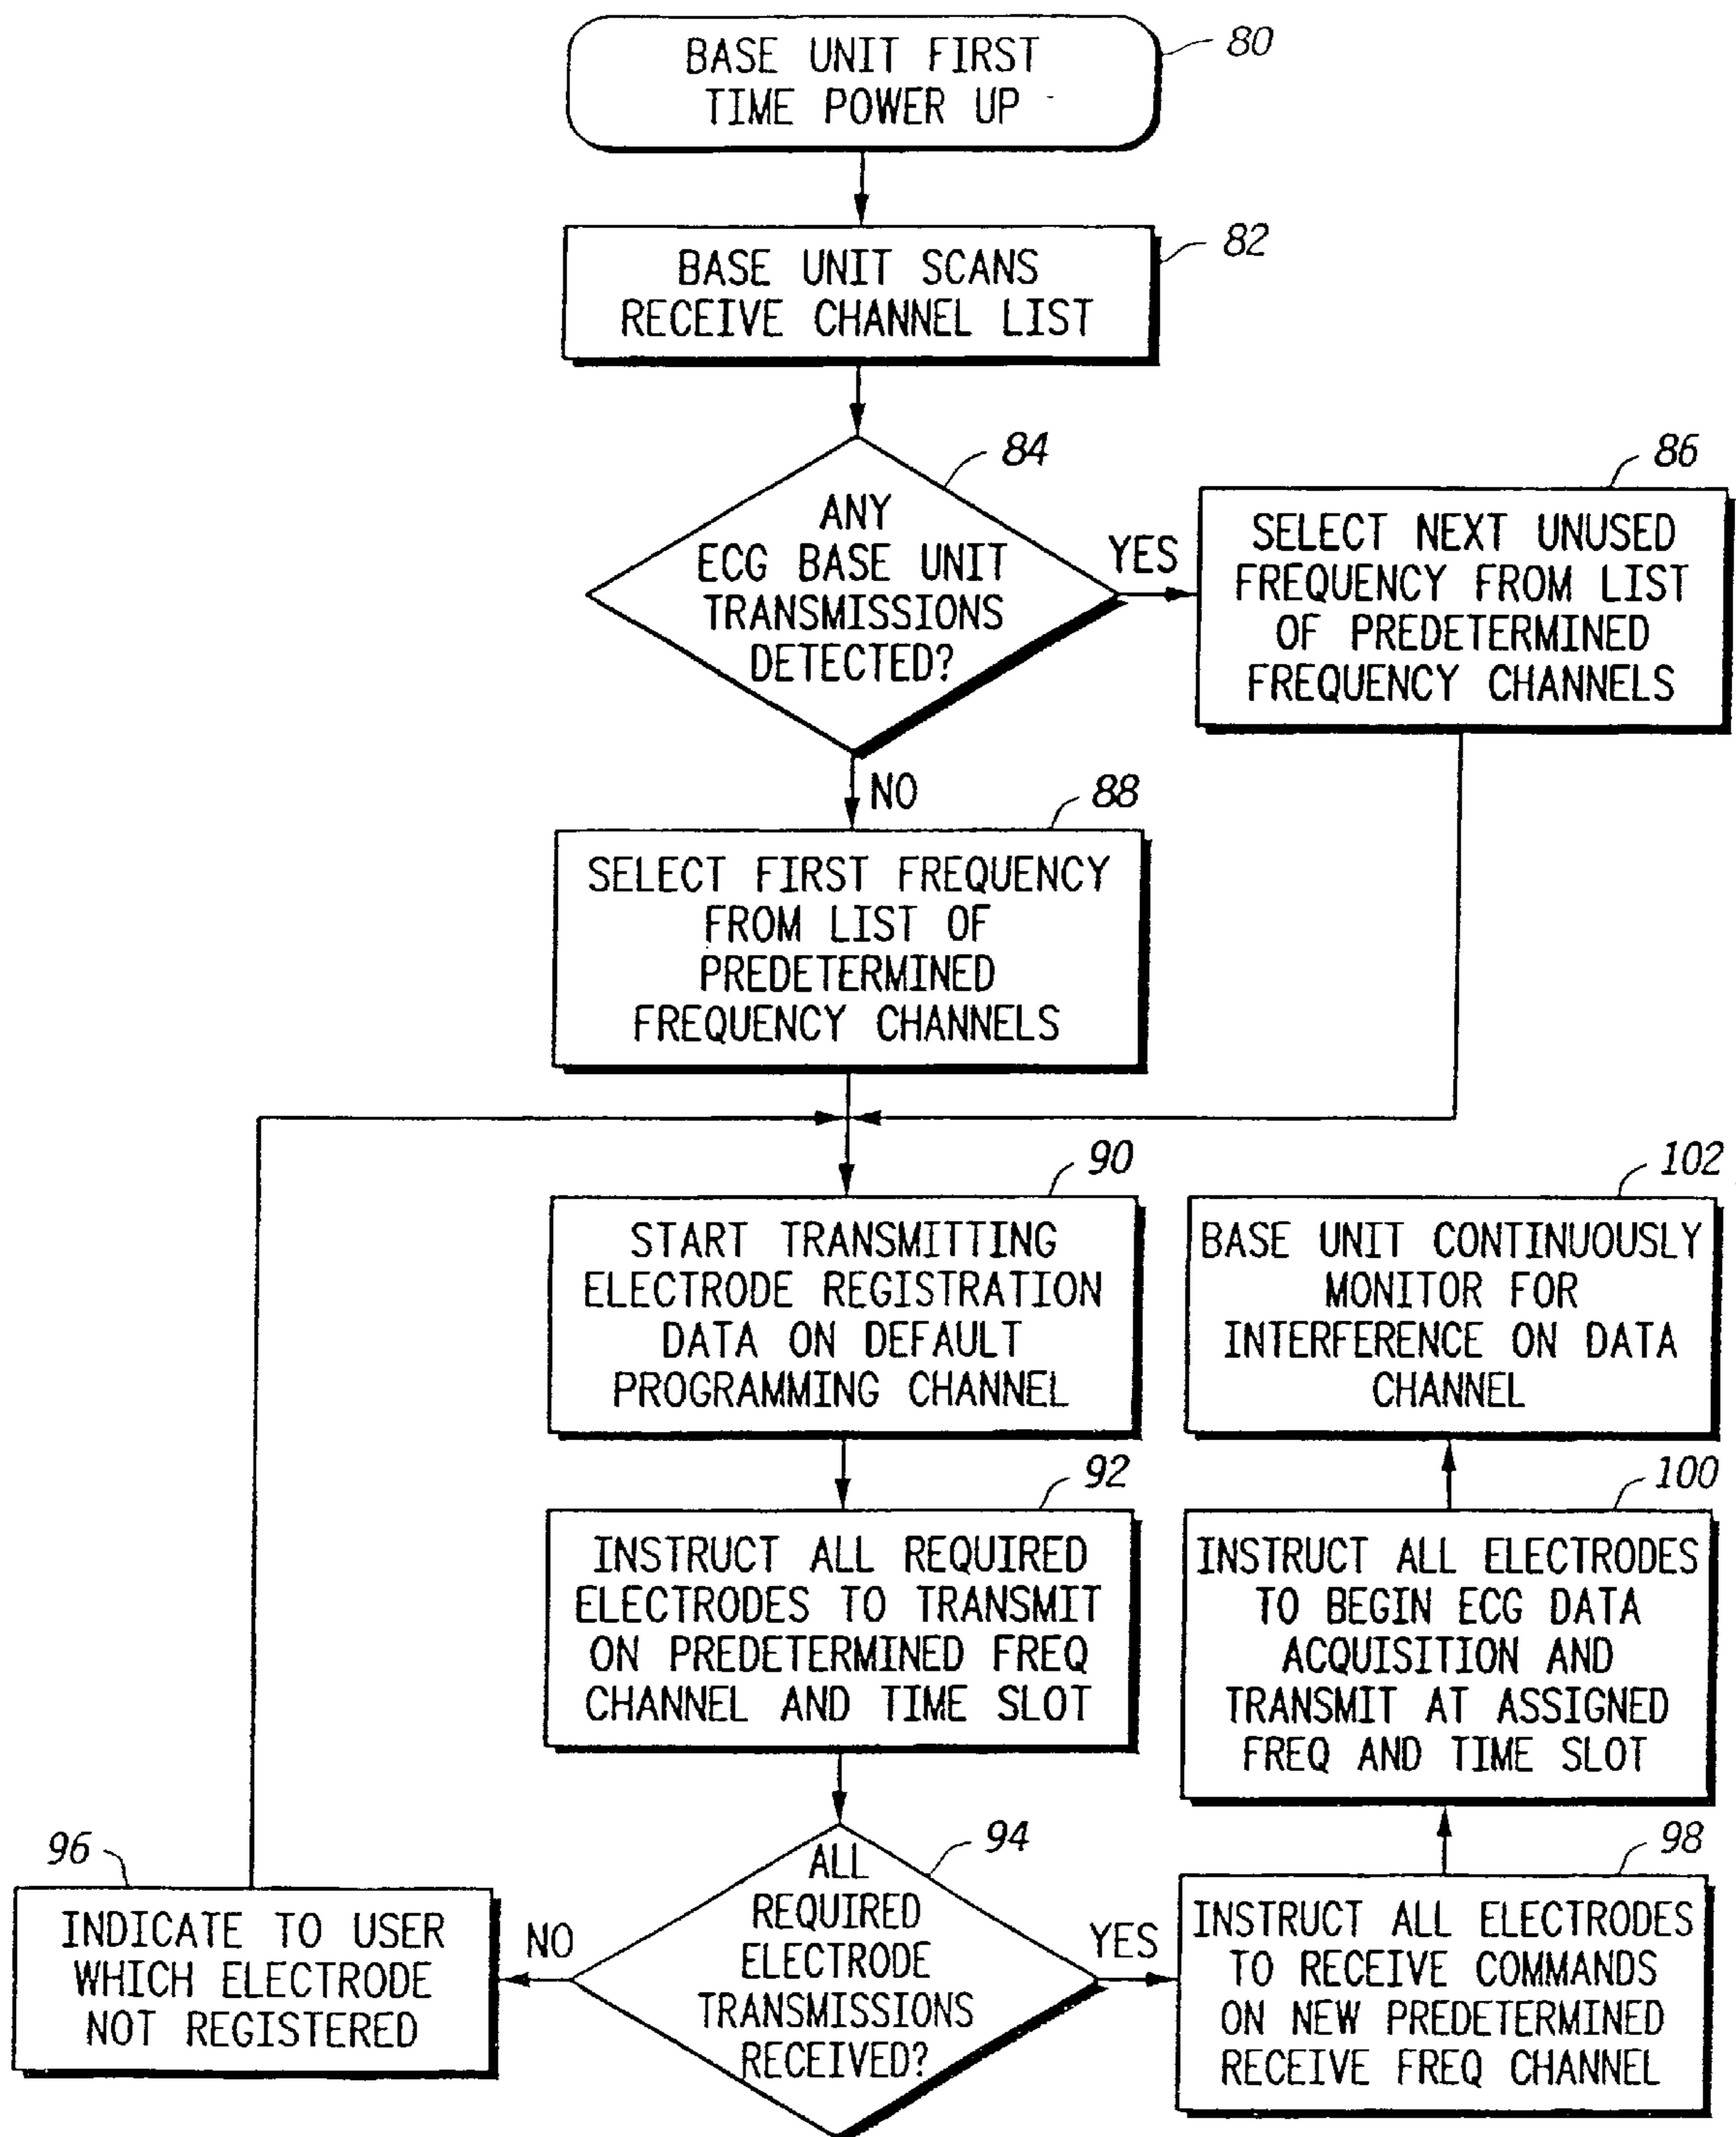 BASE UNIT FIRST
TIME POWER UP
80
BASE UNIT SCANS
RECEIVE CHANNEL LIST
82
ANY
ECG BASE UNIT
TRANSMISSIONS
DETECTED?
84
YES
SELECT NEXT UNUSED
FREQUENCY FROM LIST
OF PREDETERMINED
FREQUENCY CHANNELS
86
NO
SELECT FIRST FREQUENCY
FROM LIST OF
PREDETERMINED
FREQUENCY CHANNELS
88
START TRANSMITTING
ELECTRODE REGISTRATION
DATA ON DEFAULT
PROGRAMMING CHANNEL
90
INSTRUCT ALL REQUIRED
ELECTRODES TO TRANSMIT
ON PREDETERMINED FREQ
CHANNEL AND TIME SLOT
92
ALL
REQUIRED
ELECTRODE
TRANSMISSIONS
RECEIVED?
94
NO
INDICATE TO USER
WHICH ELECTRODE
NOT REGISTERED
96
YES
INSTRUCT ALL ELECTRODES
TO RECEIVE COMMANDS
ON NEW PREDETERMINED
RECEIVE FREQ CHANNEL
98
INSTRUCT ALL ELECTRODES
TO BEGIN ECG DATA
ACQUISITION AND
TRANSMIT AT ASSIGNED
FREQ AND TIME SLOT
100
BASE UNIT CONTINUOUSLY
MONITOR FOR
INTERFERENCE ON DATA
CHANNEL
102